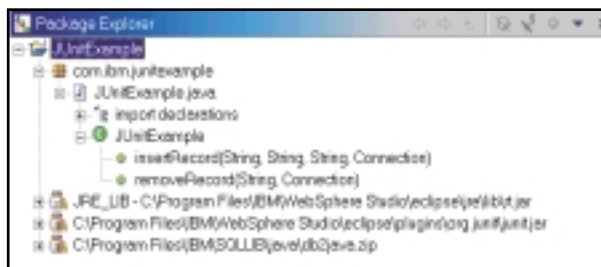 Package Explorer
JUnitExample
com.ibm.junitexample
JUnitExample.java
import declarations
JUnitExample
insertRecord(String, String, String, Connection)
removeRecord(String, Connection)
JRE_LIB - C:\Program Files\IBM\WebSphere Studio\eclipse\jre\lib\rt.jar
C:\Program Files\IBM\WebSphere Studio\eclipse\plugins\org.junit\junit.jar
C:\Program Files\IBM\SQLLIB\java\db2java.zip